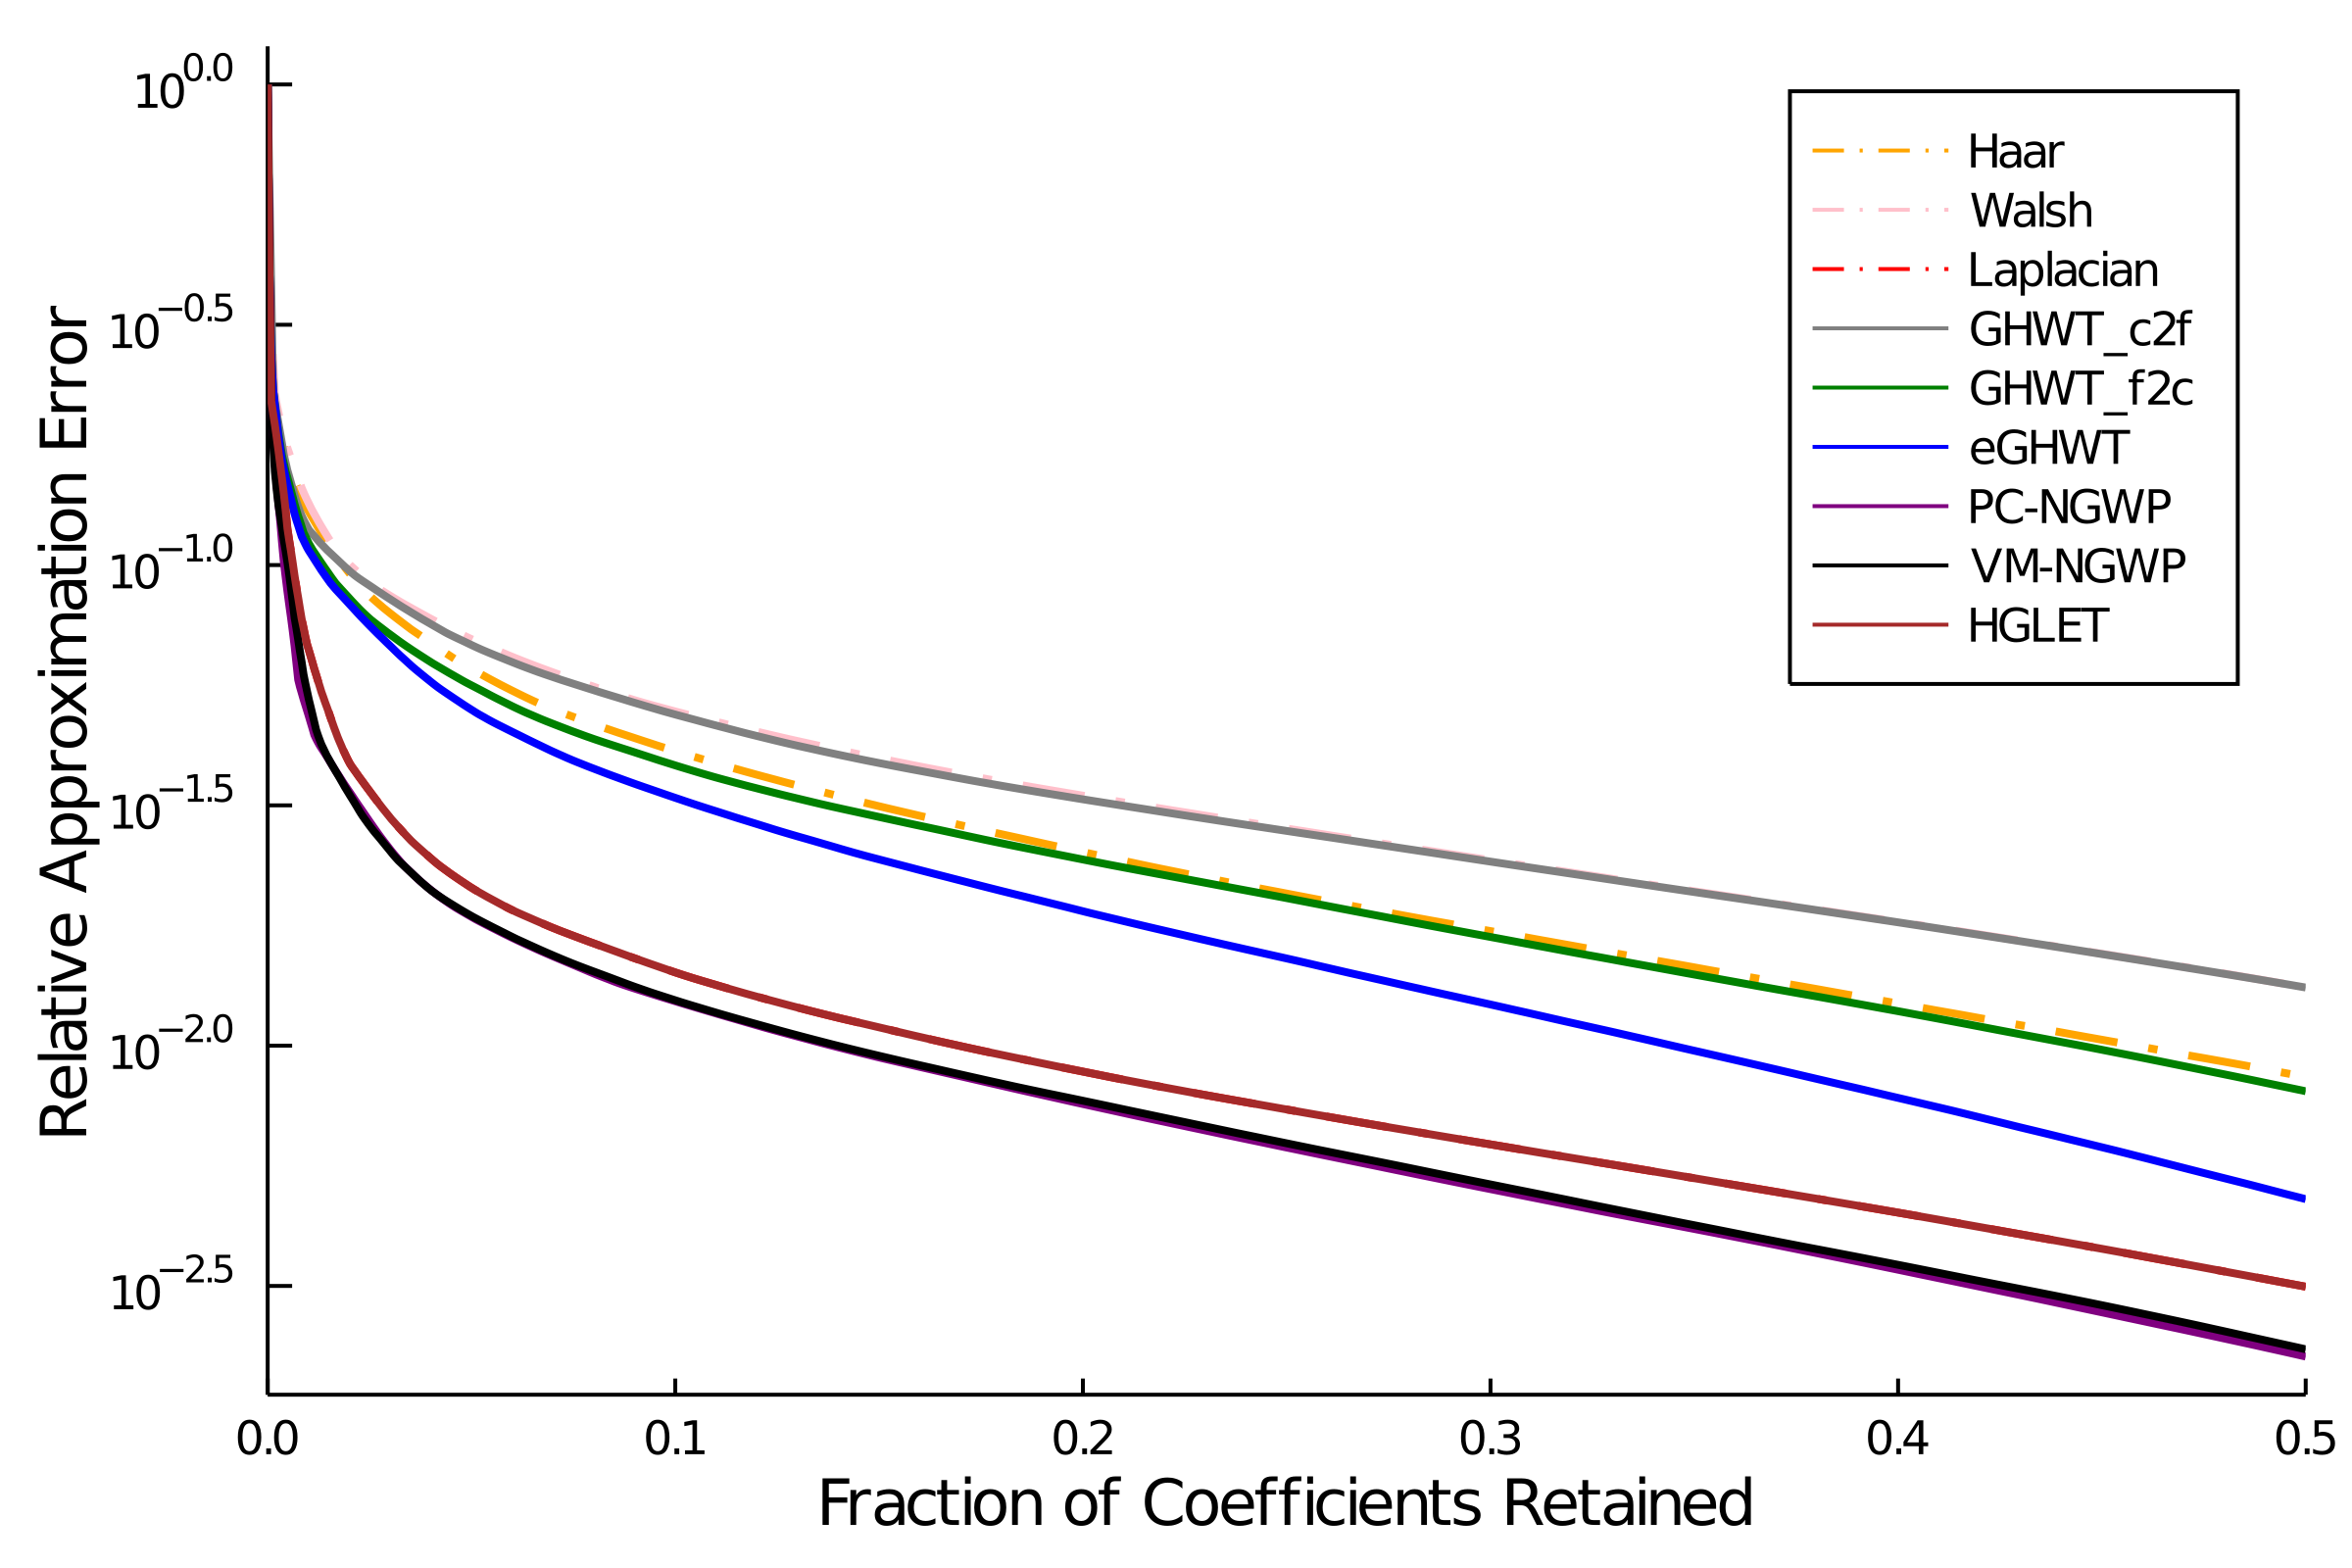 Relative Approximation Error
10^0.0
10^−0.5
10^−1.0
10^−1.5
10^−2.0
10^−2.5
Haar
Walsh
Laplacian
GHWT_c2f
GHWT_f2c
eGHWT
PC-NGWP
VM-NGWP
HGLET
0.0 0.1 0.2 0.3 0.4 0.5
Fraction of Coefficients Retained